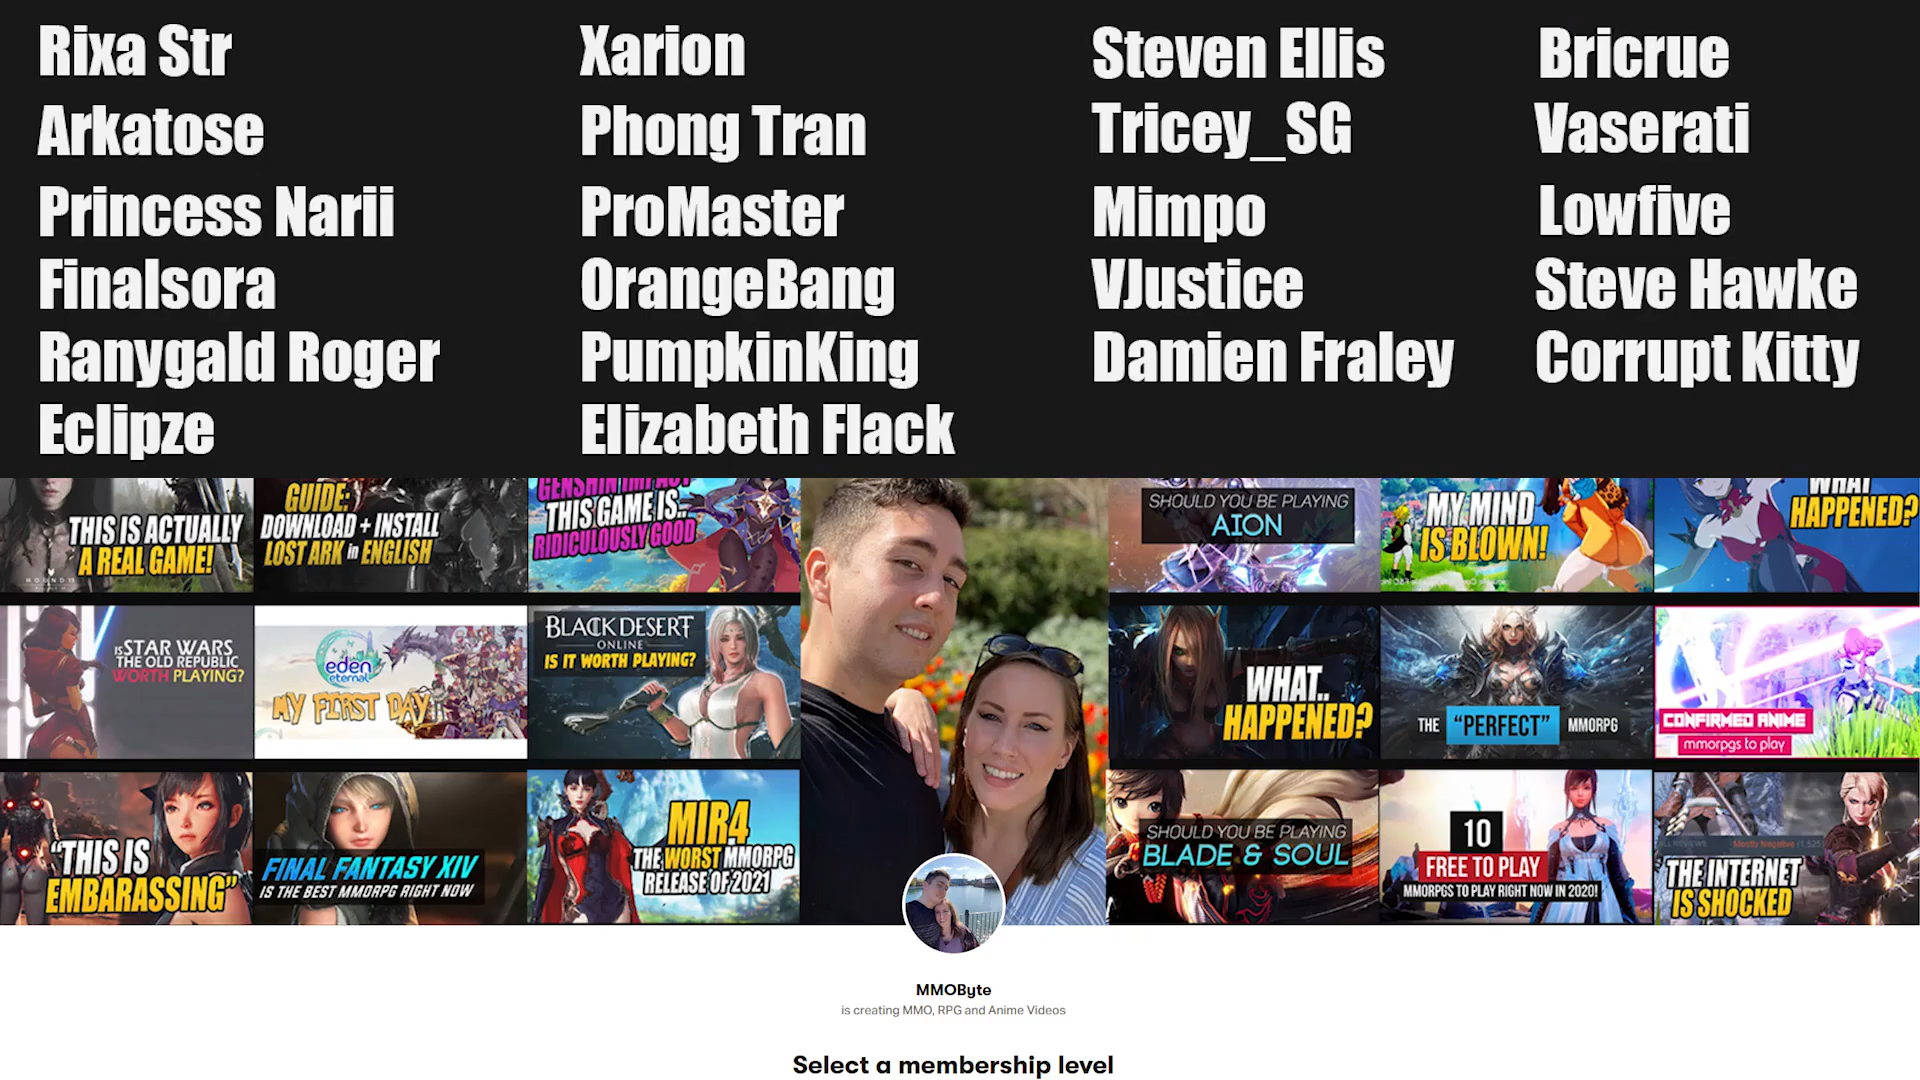 Rixa Str
Xarion
Steven Ellis
Bricrue
Arkatose
Phong Tran
Tricey_SG
Vaserati
Princess Narii
ProMaster
Mimpo
Lowfive
Finalsora
OrangeBang
VJustice
Steve Hawke
Ranygald Roger
PumpkinKing
Damien Fraley
Corrupt Kitty
Eclipze
Elizabeth Flack
THIS IS ACTUALLY
A REAL GAME!
GUIDE:
DOWNLOAD + INSTALL
LOST ARK in ENGLISH
GENSHIN IMPACT
THIS GAME IS..
RIDICULOUSLY GOOD
SHOULD YOU BE PLAYING
AION
MY MIND
IS BLOWN!
WHAT
HAPPENED?
IS STAR WARS
THE OLD REPUBLIC
WORTH PLAYING?
eden
eternal
MY FIRST DAY
BLACK DESERT
ONLINE
IS IT WORTH PLAYING?
WHAT..
HAPPENED?
THE "PERFECT" MMORPG
CONFIRMED ANIME
mmorpgs to play
"THIS IS
EMBARASSING"
FINAL FANTASY XIV
IS THE BEST MMORPG RIGHT NOW
MIR4
THE WORST MMORPG
RELEASE OF 2021
SHOULD YOU BE PLAYING
BLADE & SOUL
10
FREE TO PLAY
MMORPGS TO PLAY RIGHT NOW IN 2020!
Mostly Negative
THE INTERNET
IS SHOCKED
MMOByte
is creating MMO, RPG and Anime Videos
Select a membership level